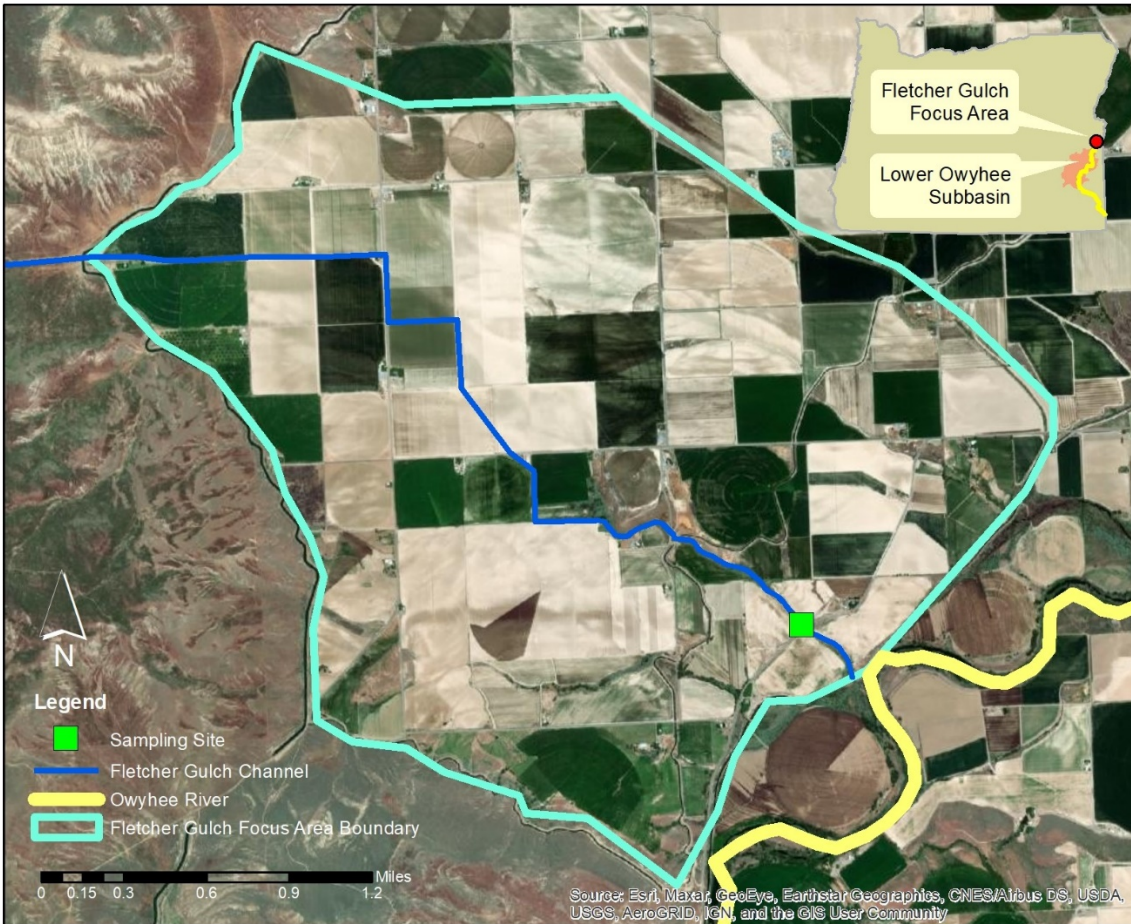 Fletcher Gulch
Focus Area
Lower Owyhee
Subbasin
N
Legend
Sampling Site
Fletcher Gulch Channel
Owyhee River
Fletcher Gulch Focus Area Boundary
Miles
0 0.15 0.3 0.6 0.9 1.2
Source: Esri, Maxar, GeoEye, Earthstar Geographics, CNES/Airbus DS, USDA,
USGS, AeroGRID, IGN, and the GIS User Community